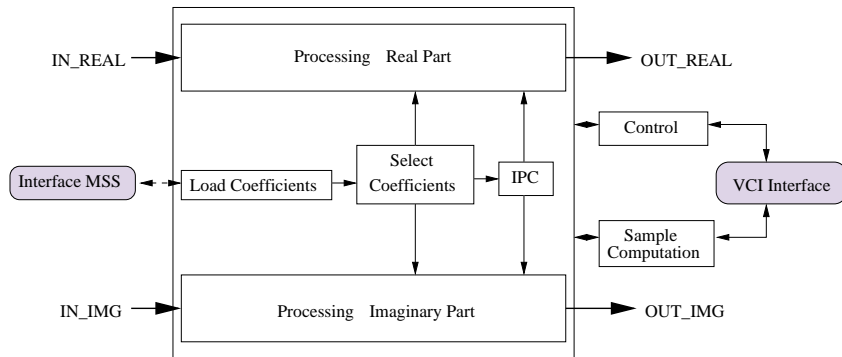 Processing Real Part
IN_REAL
OUT_REAL
Control
Select
Coefficients
Interface MSS
Load Coefficients
IPC
VCI Interface
Sample
Computation
Processing Imaginary Part
IN_IMG
OUT_IMG